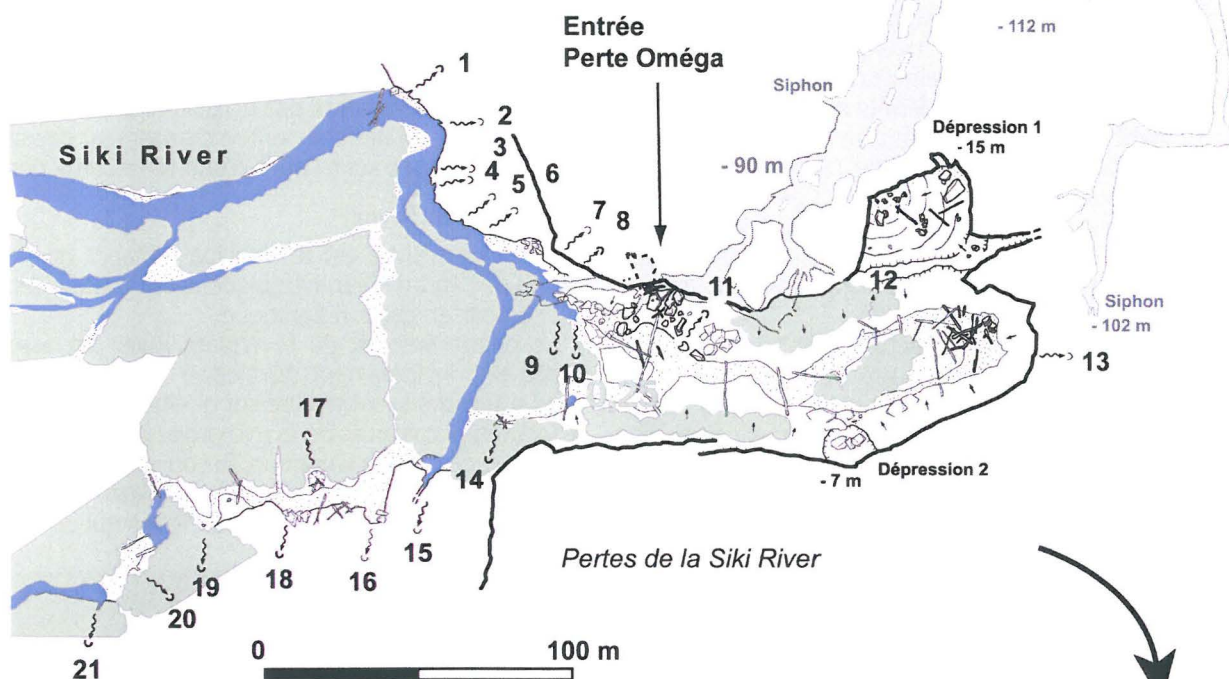 Entrée
Perte Oméga
- 112 m
Siphon
Dépression 1
- 15 m
Siki River
- 90 m
1
2
3
4
5
6
7
8
11
12
Siphon
- 102 m
13
9
10
0.25
17
14
Dépression 2
- 7 m
15
Pertes de la Siki River
19
18
16
20
21
0
100 m